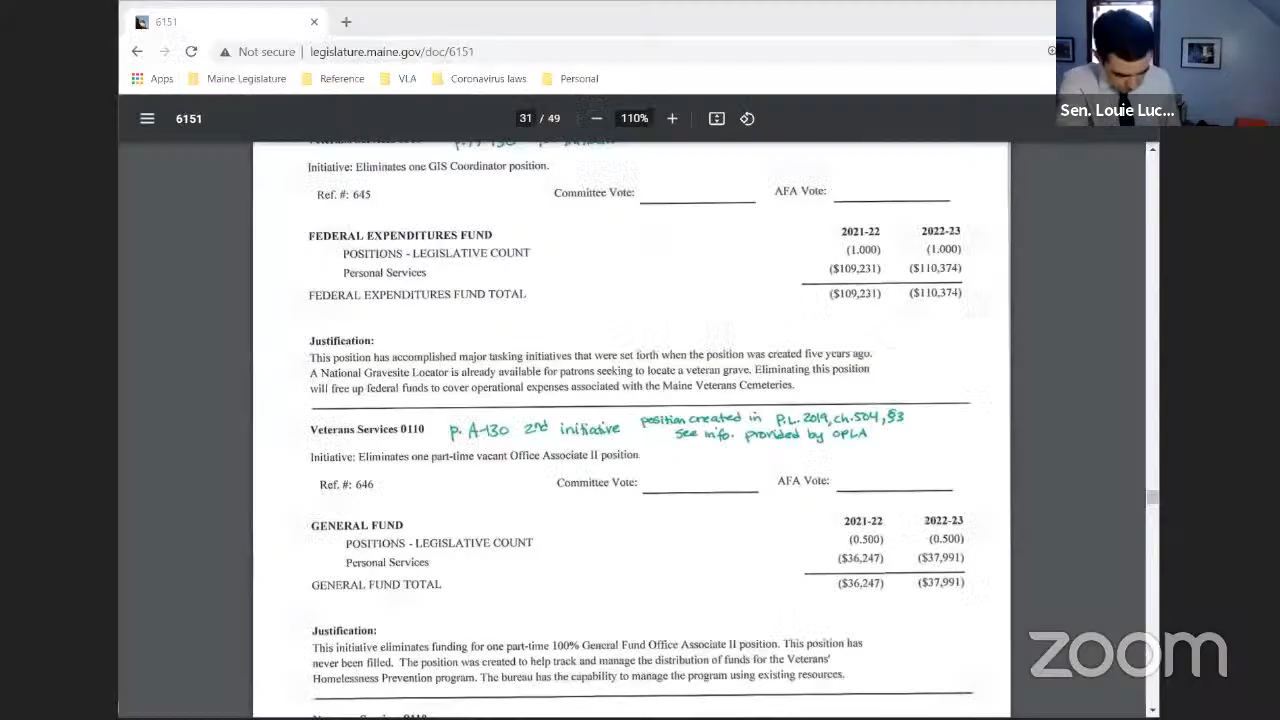 6151
Not secure | legislature.maine.gov/doc/6151
Apps Maine Legislature Reference VLA Coronavirus laws Personal
Sen. Louie Luc...
6151 31 / 49 110%
Initiative: Eliminates one GIS Coordinator position.
Ref. #: 645 Committee Vote: AFA Vote:
FEDERAL EXPENDITURES FUND 2021-22 2022-23
POSITIONS - LEGISLATIVE COUNT (1.000) (1.000)
Personal Services ($109,231) ($110,374)
FEDERAL EXPENDITURES FUND TOTAL ($109,231) ($110,374)
Justification:
This position has accomplished major tasking initiatives that were set forth when the position was created five years ago.
A National Gravesite Locator is already available for patrons seeking to locate a veteran grave. Eliminating this position
will free up federal funds to cover operational expenses associated with the Maine Veterans Cemeteries.
Veterans Services 0110 p. A-130 2nd initiative position created in P.L. 2019, ch. 504, §3
see info. provided by OPLA
Initiative: Eliminates one part-time vacant Office Associate II position.
Ref. #: 646 Committee Vote: AFA Vote:
GENERAL FUND 2021-22 2022-23
POSITIONS - LEGISLATIVE COUNT (0.500) (0.500)
Personal Services ($36,247) ($37,991)
GENERAL FUND TOTAL ($36,247) ($37,991)
Justification:
This initiative eliminates funding for one part-time 100% General Fund Office Associate II position. This position has
never been filled. The position was created to help track and manage the distribution of funds for the Veterans'
Homelessness Prevention program. The bureau has the capability to manage the program using existing resources.
zoom